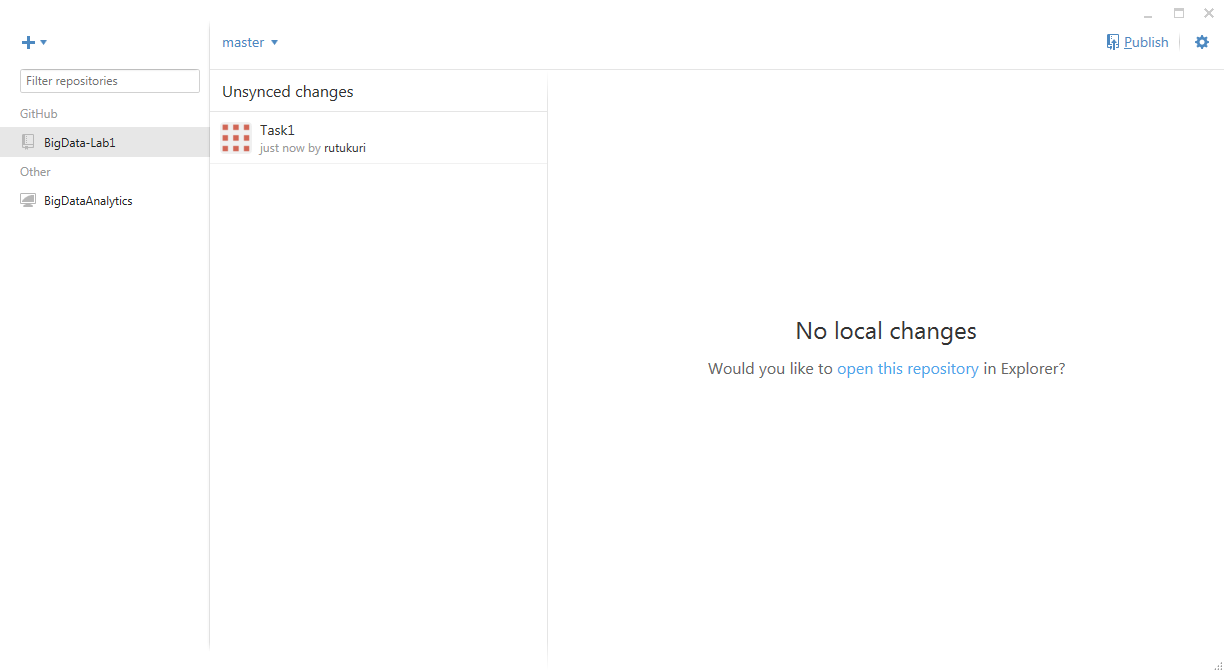 master
Publish
Filter repositories
GitHub
BigData-Lab1
Other
BigDataAnalytics
Unsynced changes
Task1
just now by rutukuri
No local changes
Would you like to open this repository in Explorer?